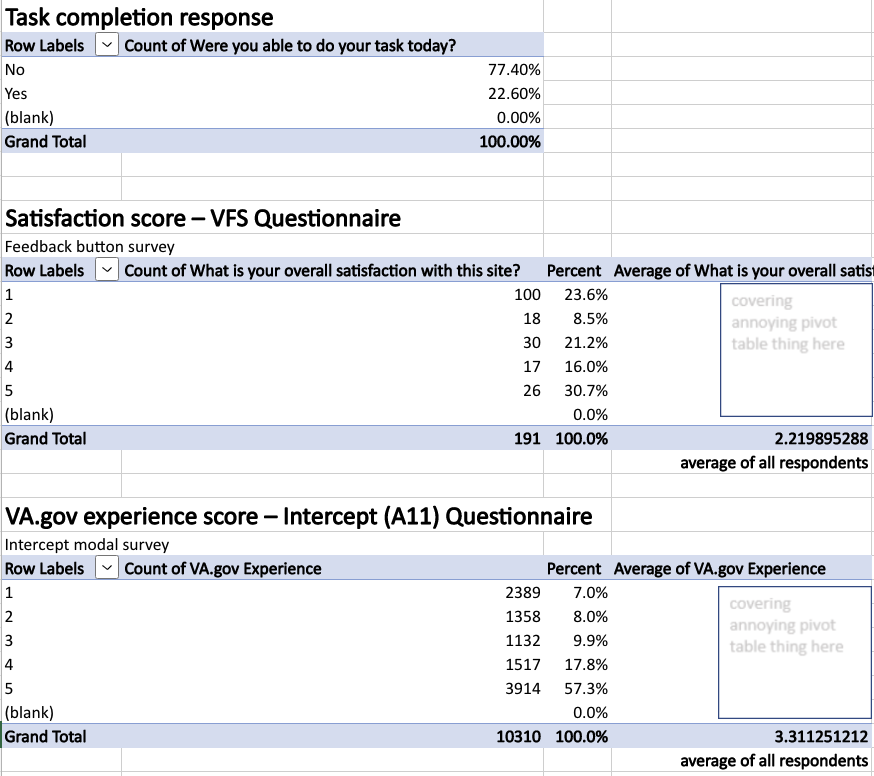 Task completion response
Row Labels Count of Were you able to do your task today?
No 77.40%
Yes 22.60%
(blank) 0.00%
Grand Total 100.00%
Satisfaction score – VFS Questionnaire
Feedback button survey
Row Labels Count of What is your overall satisfaction with this site? Percent Average of What is your overall satis
1 100 23.6%
2 18 8.5%
3 30 21.2%
4 17 16.0%
5 26 30.7%
(blank) 0.0%
covering
annoying pivot
table thing here
Grand Total 191 100.0% 2.219895288
average of all respondents
VA.gov experience score – Intercept (A11) Questionnaire
Intercept modal survey
Row Labels Count of VA.gov Experience Percent Average of VA.gov Experience
1 2389 7.0%
2 1358 8.0%
3 1132 9.9%
4 1517 17.8%
5 3914 57.3%
(blank) 0.0%
covering
annoying pivot
table thing here
Grand Total 10310 100.0% 3.311251212
average of all respondents